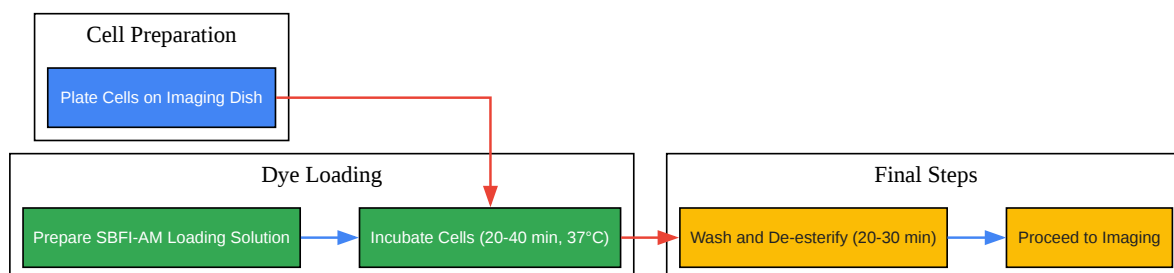 Cell Preparation
Plate Cells on Imaging Dish
Dye Loading
Prepare SBFI-AM Loading Solution
Incubate Cells (20-40 min, 37°C)
Final Steps
Wash and De-esterify (20-30 min)
Proceed to Imaging